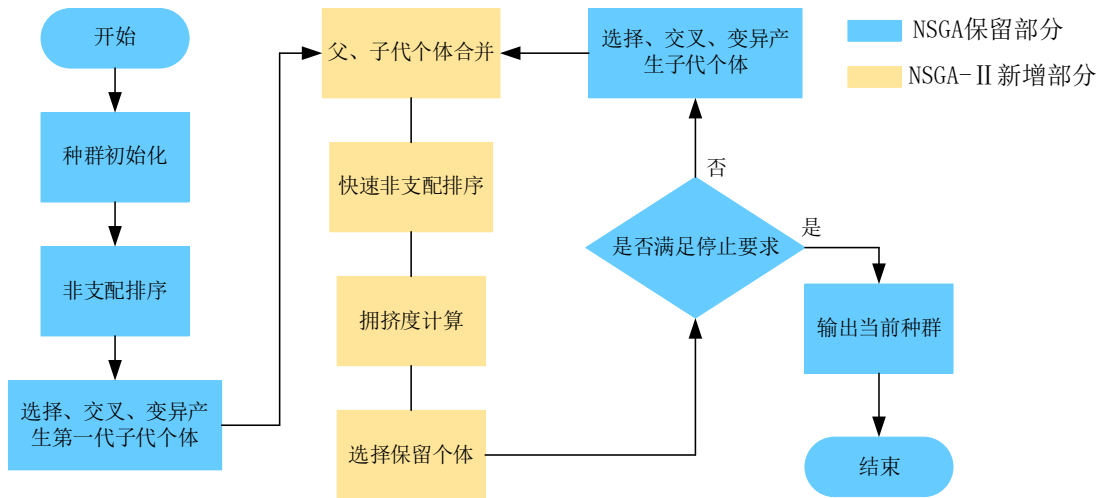 开始
种群初始化
非支配排序
选择、交叉、变异产
生第一代子代个体
父、子代个体合并
快速非支配排序
拥挤度计算
选择保留个体
选择、交叉、变异产
生子代个体
否
是否满足停止要求
是
输出当前种群
结束
NSGA保留部分
NSGA-Ⅱ新增部分